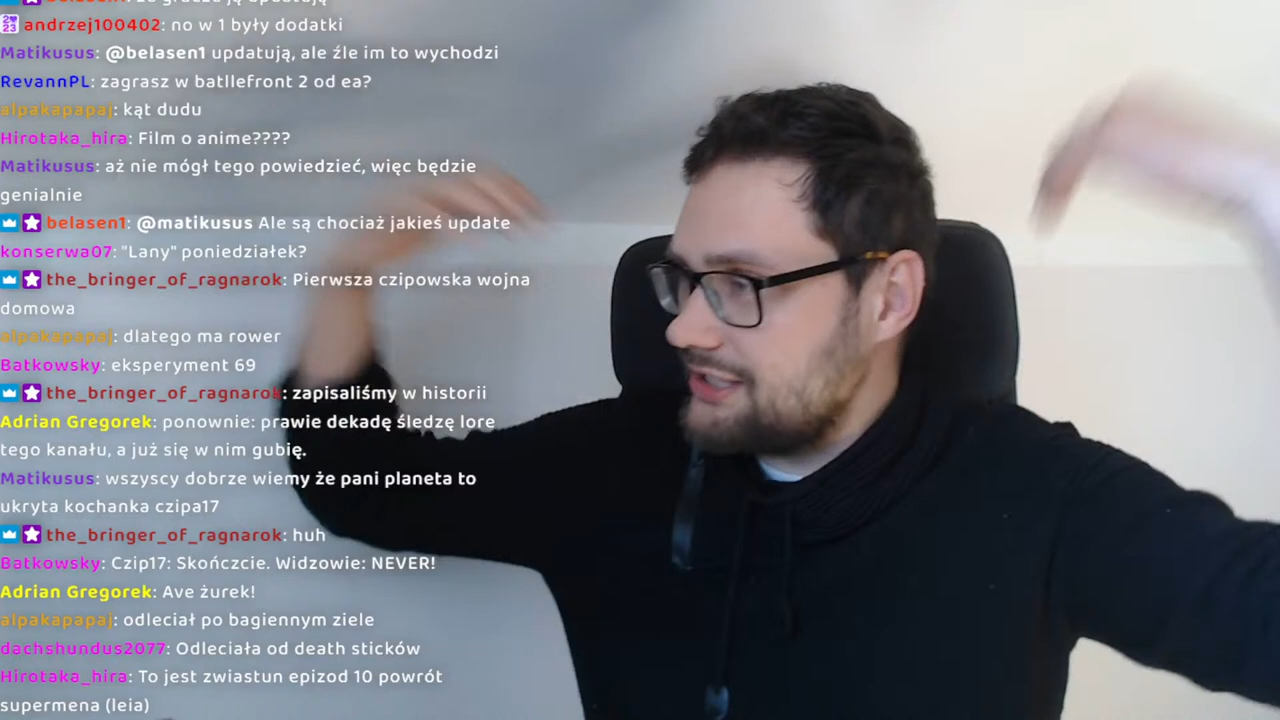 andrzej100402: no w 1 były dodatki
Matikusus: @belasen1 updatują, ale źle im to wychodzi
RevannPL: zagrasz w batllefront 2 od ea?
alpakapapaj: kąt dudu
Hirotaka_hira: Film o anime????
Matikusus: aż nie mógł tego powiedzieć, więc będzie
genialnie
belasen1: @matikusus Ale są chociaż jakieś update
konserwa07: "Lany" poniedziałek?
the_bringer_of_ragnarok: Pierwsza czipowska wojna
domowa
alpakapapaj: dlatego ma rower
Batkowsky: eksperyment 69
the_bringer_of_ragnarok: zapisaliśmy w historii
Adrian Gregorek: ponownie: prawie dekadę śledzę lore
tego kanału, a już się w nim gubię.
Matikusus: wszyscy dobrze wiemy że pani planeta to
ukryta kochanka czipa17
the_bringer_of_ragnarok: huh
Batkowsky: Czip17: Skończcie. Widzowie: NEVER!
Adrian Gregorek: Ave żurek!
alpakapapaj: odleciał po bagiennym ziele
dachshundus2077: Odleciała od death sticków
Hirotaka_hira: To jest zwiastun epizod 10 powrót
supermena (leia)